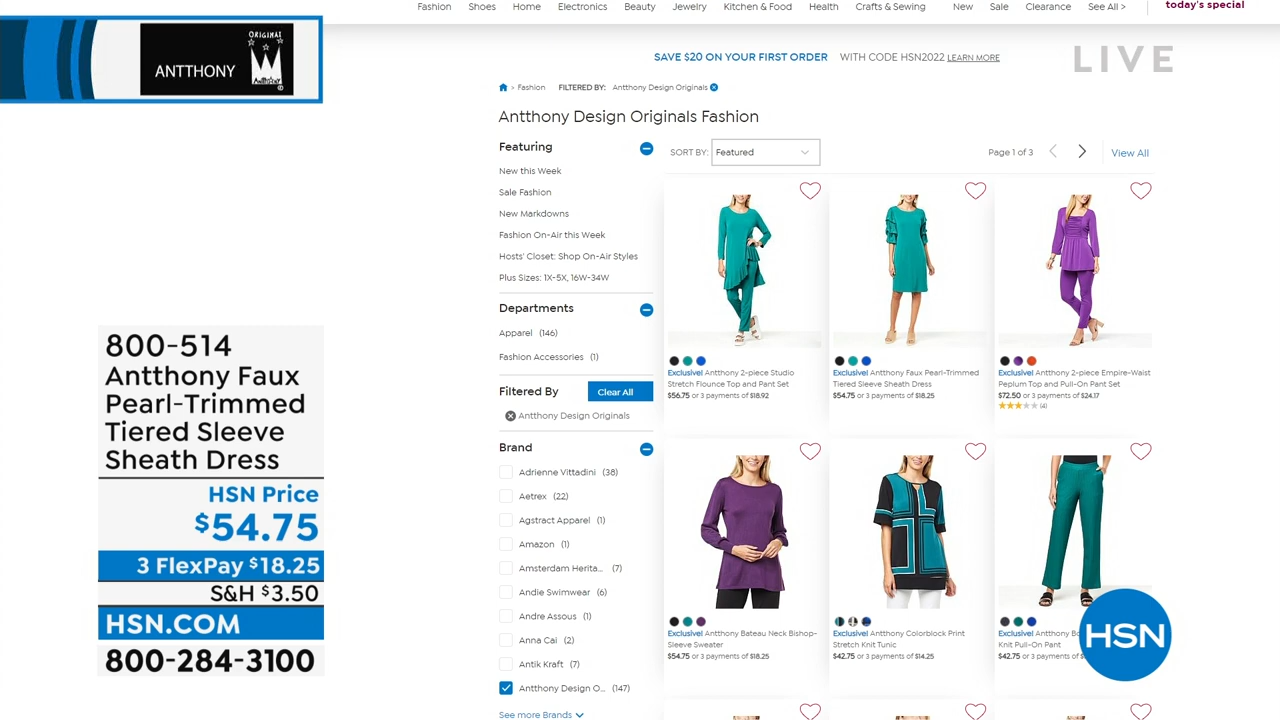 Fashion Shoes Home Electronics Beauty Jewelry Kitchen & Food Health Crafts & Sewing New Sale Clearance See All > today's special
ORIGINAL
ANTTHONY
LIVE
SAVE $20 ON YOUR FIRST ORDER WITH CODE HSN2022 LEARN MORE
» Fashion FILTERED BY: Antthony Design Originals
Antthony Design Originals Fashion
Featuring
New this Week
Sale Fashion
New Markdowns
Fashion On-Air this Week
Hosts' Closet: Shop On-Air Styles
Plus Sizes: 1X-5X, 16W-34W
Departments
Apparel (146)
Fashion Accessories (1)
Filtered By Clear All
Antthony Design Originals
Brand
Adrienne Vittadini (38)
Aetrex (22)
Agstract Apparel (1)
Amazon (1)
Amsterdam Herita... (7)
Andie Swimwear (6)
Andre Assous (1)
Anna Cai (2)
Antik Kraft (7)
Antthony Design O... (147)
See more Brands
SORT BY: Featured
Page 1 of 3
View All
Exclusive! Antthony 2-piece Studio
Stretch Flounce Top and Pant Set
$56.75 or 3 payments of $18.92
Exclusive! Antthony Faux Pearl-Trimmed
Tiered Sleeve Sheath Dress
$54.75 or 3 payments of $18.25
Exclusive! Antthony 2-piece Empire-Waist
Peplum Top and Pull-On Pant Set
$72.50 or 3 payments of $24.17
(4)
Exclusive! Antthony Bateau Neck Bishop-
Sleeve Sweater
$54.75 or 3 payments of $18.25
Exclusive! Antthony Colorblock Print
Stretch Knit Tunic
$42.75 or 3 payments of $14.25
Exclusive! Antthony
Knit Pull-On Pant
$42.75 or 3 payments of
HSN
800-514
Antthony Faux
Pearl-Trimmed
Tiered Sleeve
Sheath Dress
HSN Price
$54.75
3 FlexPay $18.25
S&H $3.50
HSN.COM
800-284-3100